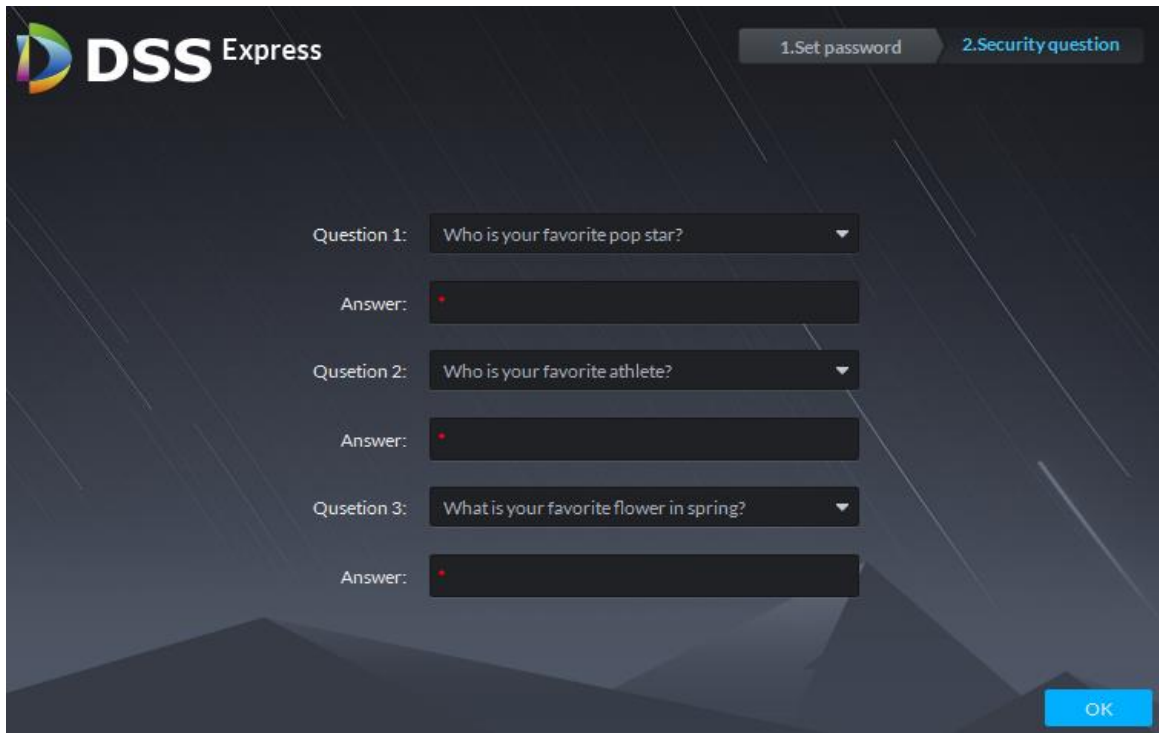 DSS Express
1.Set password
2.Security question
Question 1: Who is your favorite pop star?
Answer: *
Qusetion 2: Who is your favorite athlete?
Answer: *
Qusetion 3: What is your favorite flower in spring?
Answer: *
OK